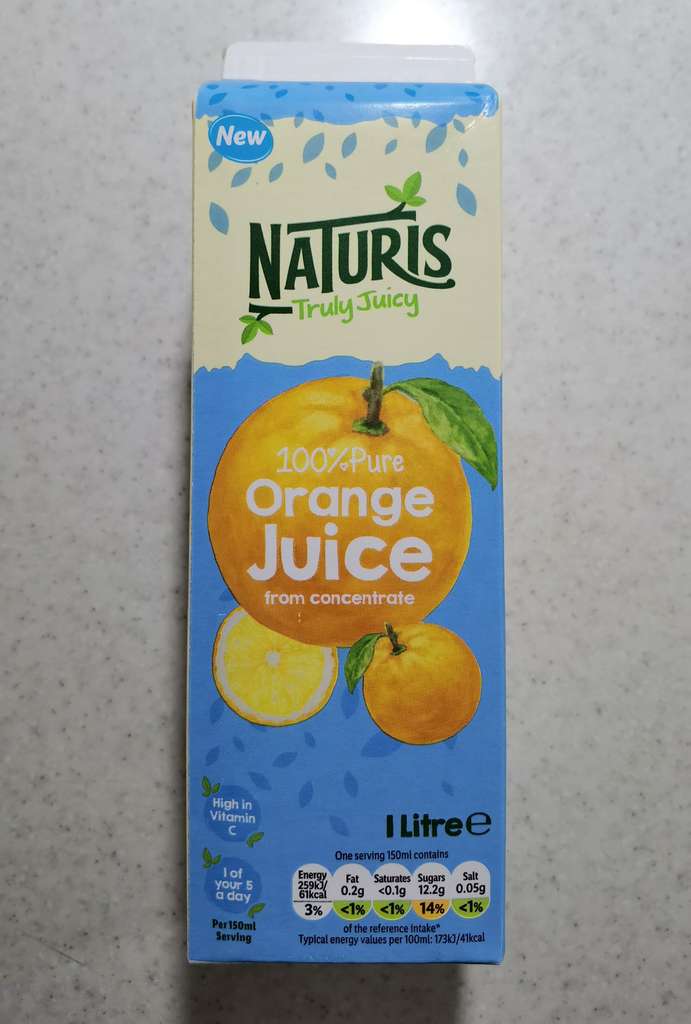 New
NATURIS
Truly Juicy
100% Pure
Orange
Juice
from concentrate
High in
Vitamin
C
1 of
your 5
a day
Per 150ml
Serving
1 Litre ℮
One serving 150ml contains
Energy
259kJ/
61kcal
3%
Fat
0.2g
<1%
Saturates
<0.1g
<1%
Sugars
12.2g
14%
Salt
0.05g
<1%
of the reference Intake*
Typical energy values per 100ml: 173kJ/41kcal